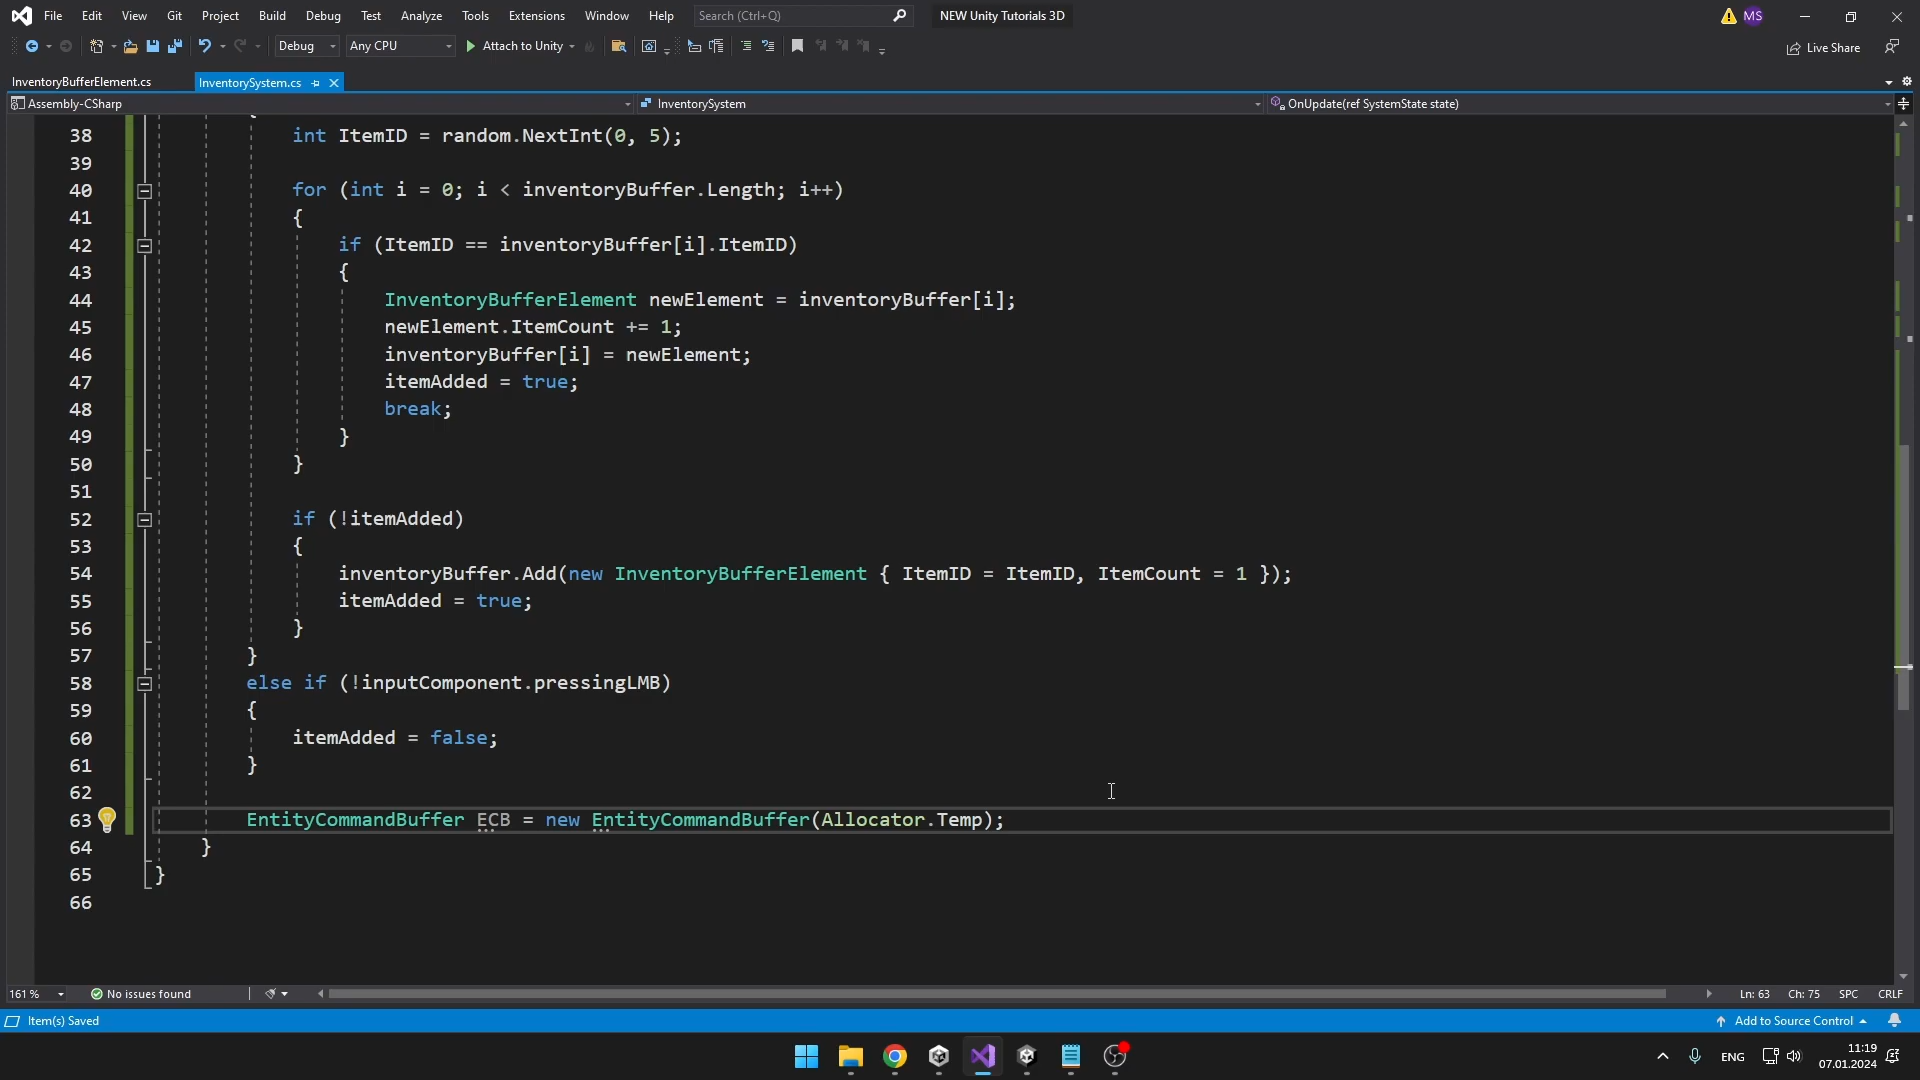 File Edit View Git Project Build Debug Test Analyze Tools Extensions Window Help Search (Ctrl+Q) NEW Unity Tutorials 3D MS
Debug Any CPU Attach to Unity Live Share
InventoryBufferElement.cs InventorySystem.cs
Assembly-CSharp InventorySystem OnUpdate(ref SystemState state)
38 int ItemID = random.NextInt(0, 5);
39
40 for (int i = 0; i < inventoryBuffer.Length; i++)
41 {
42 if (ItemID == inventoryBuffer[i].ItemID)
43 {
44 InventoryBufferElement newElement = inventoryBuffer[i];
45 newElement.ItemCount += 1;
46 inventoryBuffer[i] = newElement;
47 itemAdded = true;
48 break;
49 }
50 }
51
52 if (!itemAdded)
53 {
54 inventoryBuffer.Add(new InventoryBufferElement { ItemID = ItemID, ItemCount = 1 });
55 itemAdded = true;
56 }
57 }
58 else if (!inputComponent.pressingLMB)
59 {
60 itemAdded = false;
61 }
62
63 EntityCommandBuffer ECB = new EntityCommandBuffer(Allocator.Temp);
64 }
65 }
66
161 % No issues found Ln: 63 Ch: 75 SPC CRLF
Item(s) Saved Add to Source Control
ENG 11:19
07.01.2024